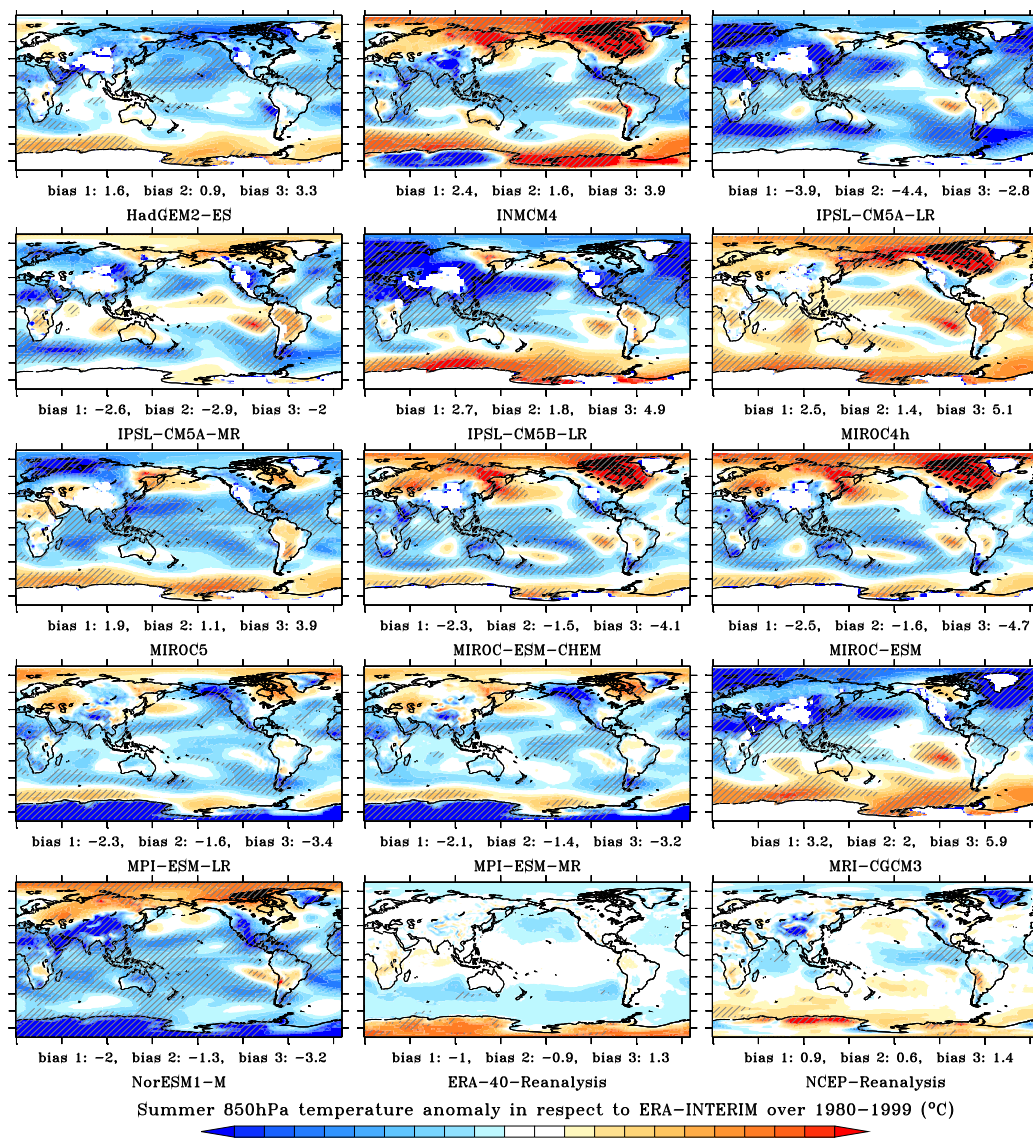 bias 1: 1.6, bias 2: 0.9, bias 3: 3.3
HadGEM2-ES
bias 1: 2.4, bias 2: 1.6, bias 3: 3.9
INMCM4
bias 1: -3.9, bias 2: -4.4, bias 3: -2.8
IPSL-CM5A-LR
bias 1: -2.6, bias 2: -2.9, bias 3: -2
IPSL-CM5A-MR
bias 1: 2.7, bias 2: 1.8, bias 3: 4.9
IPSL-CM5B-LR
bias 1: 2.5, bias 2: 1.4, bias 3: 5.1
MIROC4h
bias 1: 1.9, bias 2: 1.1, bias 3: 3.9
MIROC5
bias 1: -2.3, bias 2: -1.5, bias 3: -4.1
MIROC-ESM-CHEM
bias 1: -2.5, bias 2: -1.6, bias 3: -4.7
MIROC-ESM
bias 1: -2.3, bias 2: -1.6, bias 3: -3.4
MPI-ESM-LR
bias 1: -2.1, bias 2: -1.4, bias 3: -3.2
MPI-ESM-MR
bias 1: 3.2, bias 2: 2, bias 3: 5.9
MRI-CGCM3
bias 1: -2, bias 2: -1.3, bias 3: -3.2
NorESM1-M
bias 1: -1, bias 2: -0.9, bias 3: 1.3
ERA-40-Reanalysis
bias 1: 0.9, bias 2: 0.6, bias 3: 1.4
NCEP-Reanalysis
Summer 850hPa temperature anomaly in respect to ERA-INTERIM over 1980-1999 (°C)